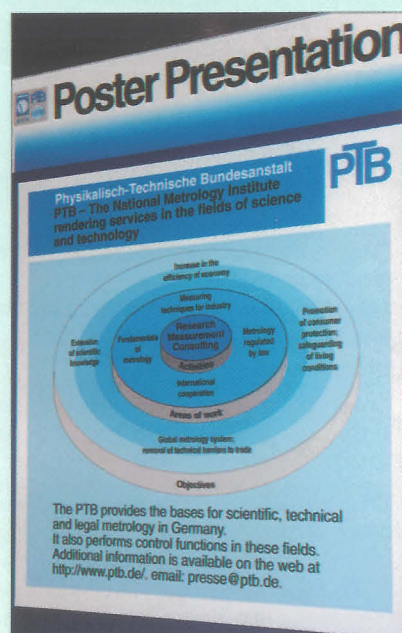 Poster Presentation
PTB
Physikalisch-Technische Bundesanstalt
PTB – The National Metrology Institute
rendering services in the fields of science
and technology
Increase in the
efficiency of economy
Measuring
techniques for industry
Research
Measurement
Consulting
Activities
Extension
of scientific
knowledge
Fundamentals
of
metrology
Metrology
regulated
by law
Promotion
of consumer
protection;
safeguarding
of living
conditions
International
cooperation
Areas of work
Global metrology system;
removal of technical barriers to trade
Objectives
The PTB provides the bases for scientific, technical
and legal metrology in Germany.
It also performs control functions in these fields.
Additional information is available on the web at
http://www.ptb.de/. email: presse@ptb.de.